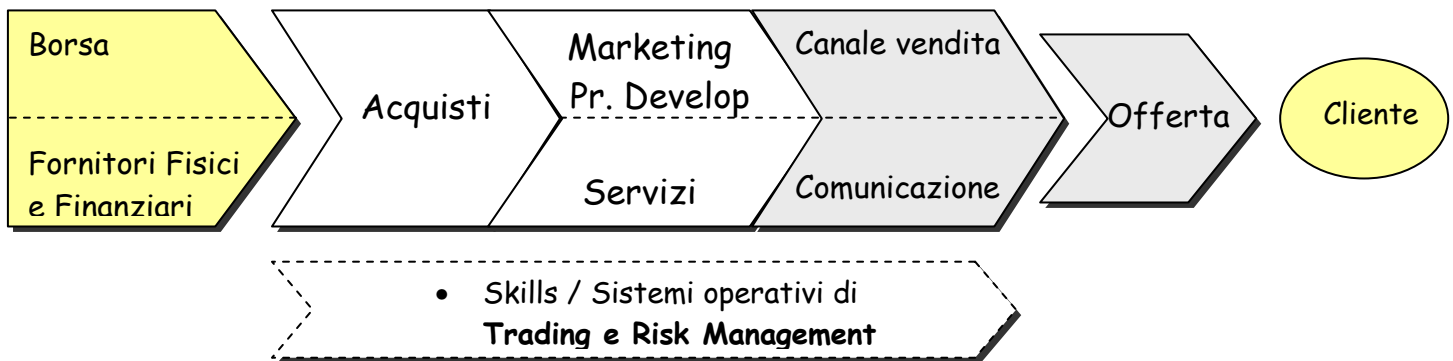 Borsa
Fornitori Fisici
e Finanziari
Acquisti
Marketing
Pr. Develop
Servizi
Canale vendita
Comunicazione
Offerta
Cliente
• Skills / Sistemi operativi di
Trading e Risk Management